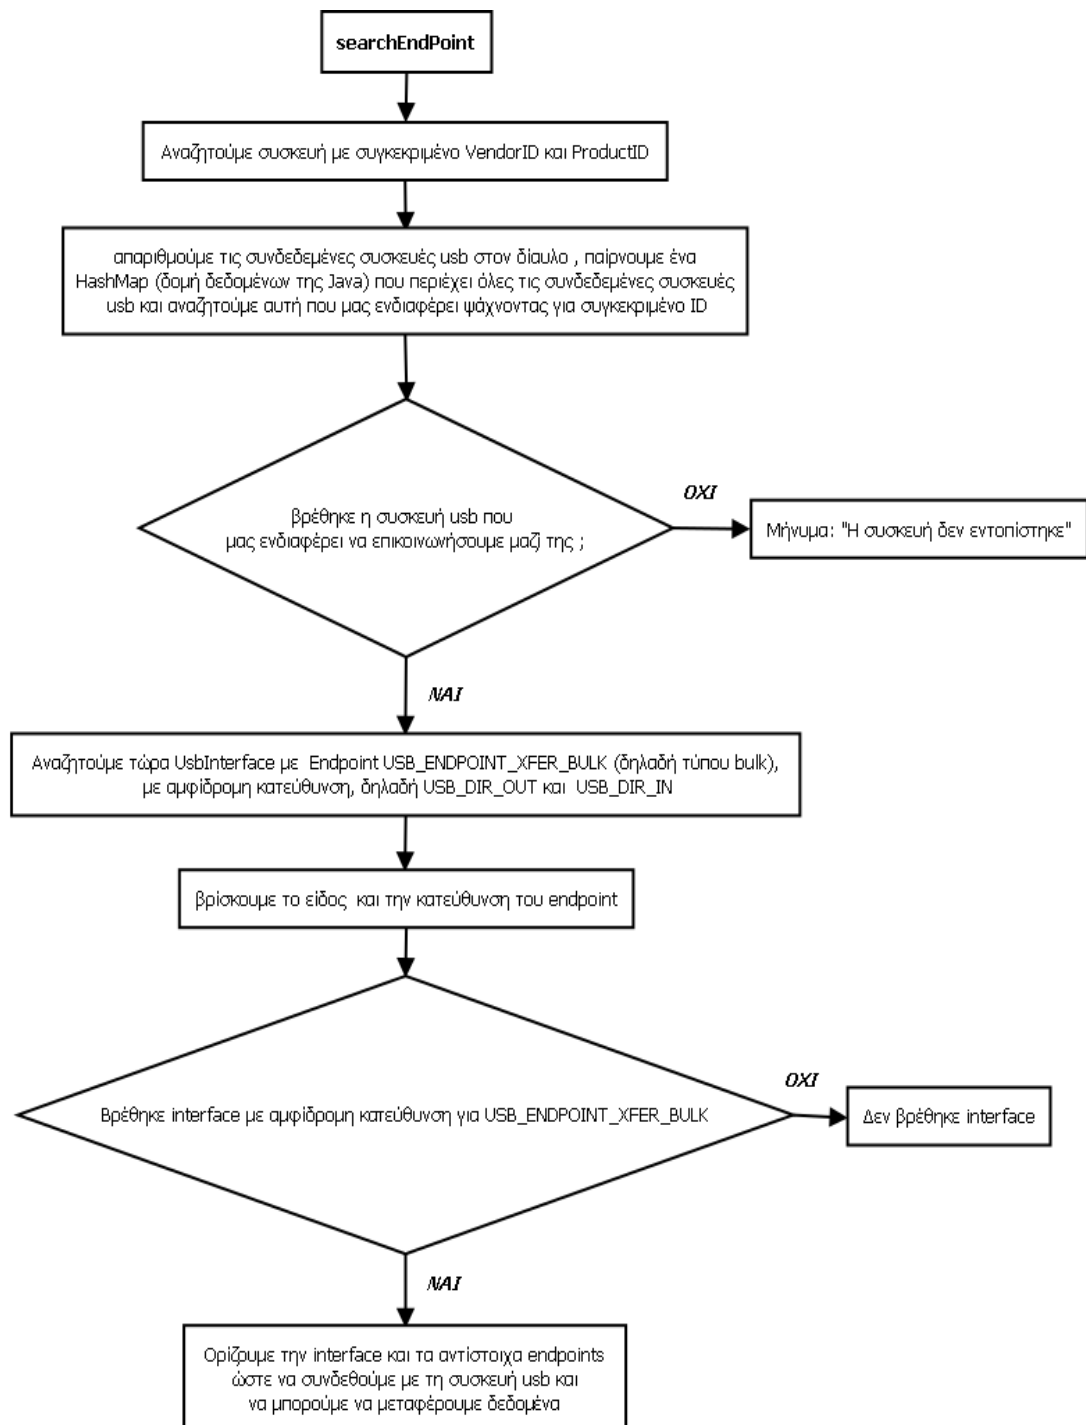 searchEndPoint
Αναζητούμε συσκευή με συγκεκριμένο VendorID και ProductID
απαριθμούμε τις συνδεδεμένες συσκευές usb στον δίαυλο , παίρνουμε ένα
HashMap (δομή δεδομένων της Java) που περιέχει όλες τις συνδεδεμένες συσκευές
usb και αναζητούμε αυτή που μας ενδιαφέρει ψάχνοντας για συγκεκριμένο ID
βρέθηκε η συσκευή usb που
μας ενδιαφέρει να επικοινωνήσουμε μαζί της ;
ΟΧΙ
Μήνυμα: "Η συσκευή δεν εντοπίστηκε"
ΝΑΙ
Αναζητούμε τώρα UsbInterface με Endpoint USB_ENDPOINT_XFER_BULK (δηλαδή τύπου bulk),
με αμφίδρομη κατεύθυνση, δηλαδή USB_DIR_OUT και USB_DIR_IN
βρίσκουμε το είδος και την κατεύθυνση του endpoint
Βρέθηκε interface με αμφίδρομη κατεύθυνση για USB_ENDPOINT_XFER_BULK
ΟΧΙ
Δεν βρέθηκε interface
ΝΑΙ
Ορίζουμε την interface και τα αντίστοιχα endpoints
ώστε να συνδεθούμε με τη συσκευή usb και
να μπορούμε να μεταφέρουμε δεδομένα